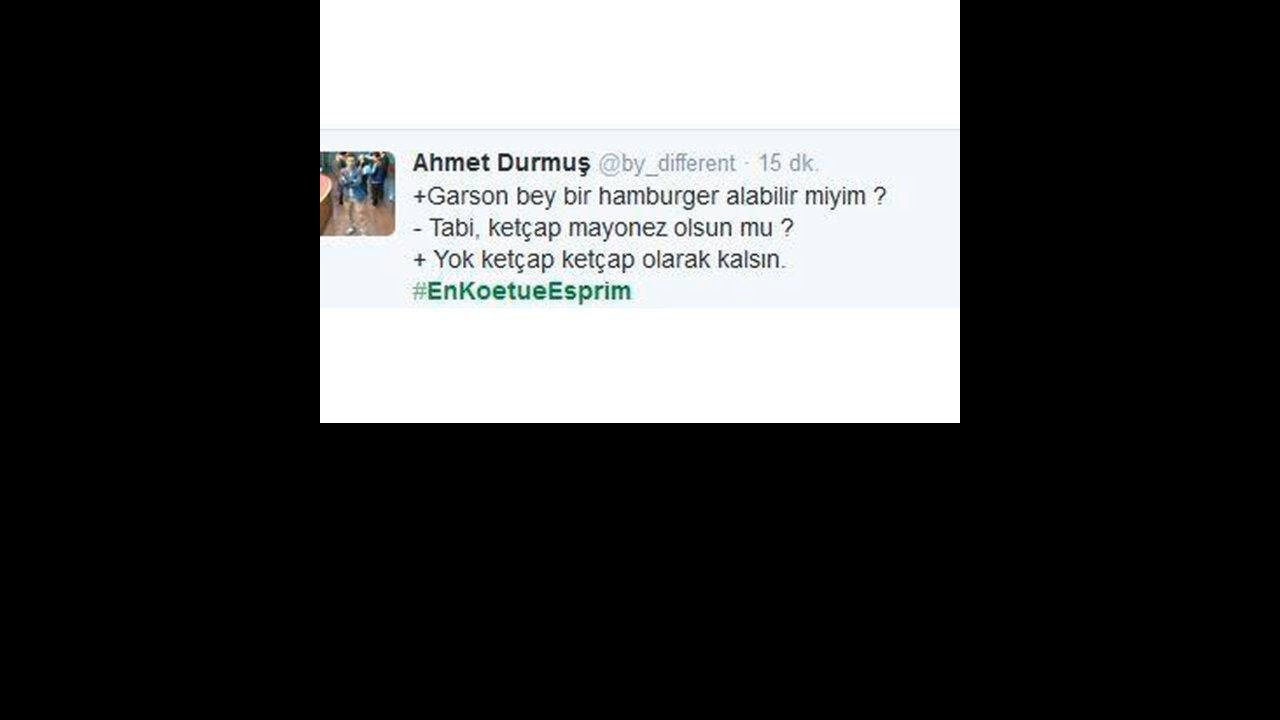 Ahmet Durmuş @by_different · 15 dk.
+Garson bey bir hamburger alabilir miyim ?
- Tabi, ketçap mayonez olsun mu ?
+ Yok ketçap ketçap olarak kalsın.
#EnKoetueEsprim